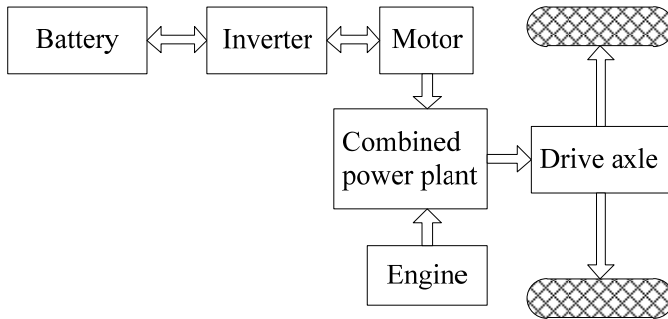 Battery
Inverter
Motor
Combined
power plant
Drive axle
Engine